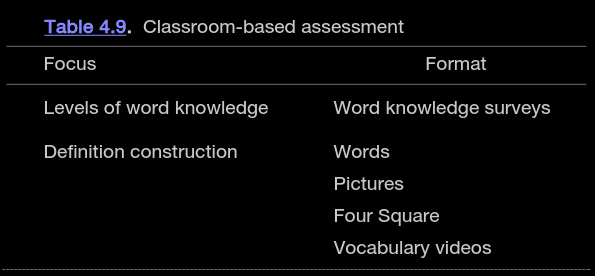 Table 4.9. Classroom-based assessment
Focus Format
Levels of word knowledge Word knowledge surveys
Definition construction Words
Pictures
Four Square
Vocabulary videos